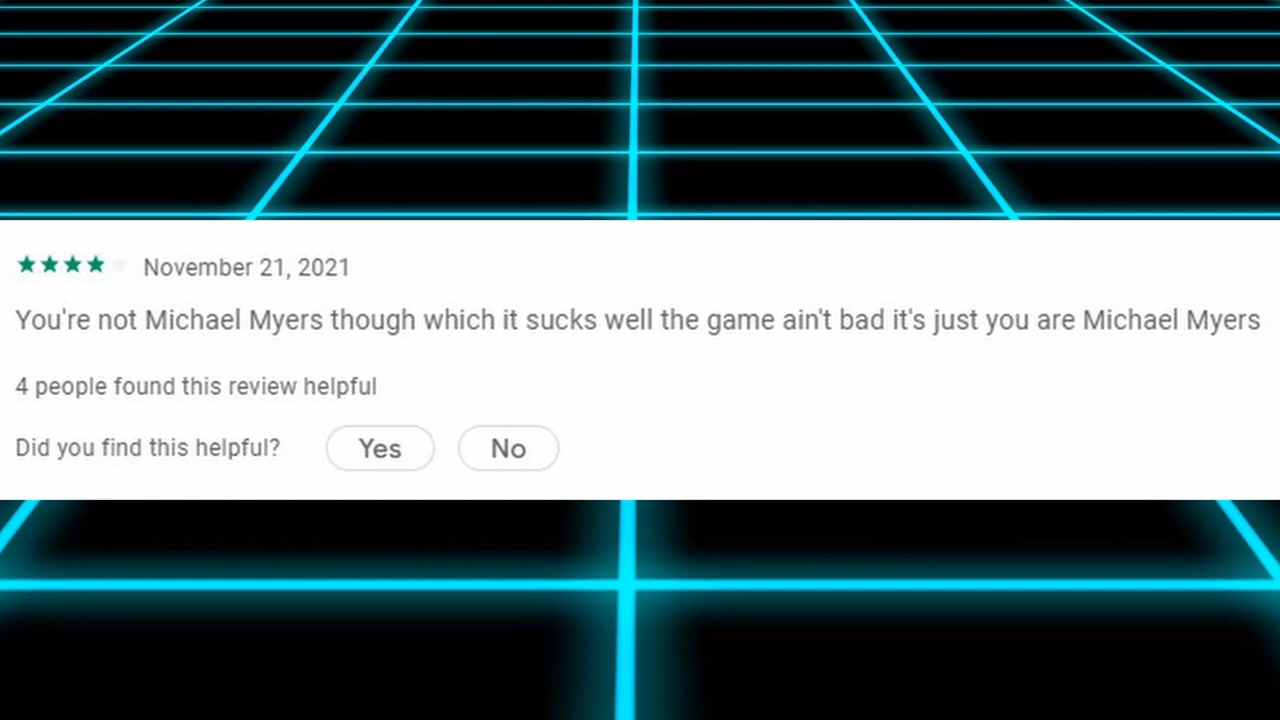 November 21, 2021
You're not Michael Myers though which it sucks well the game ain't bad it's just you are Michael Myers
4 people found this review helpful
Did you find this helpful? Yes No